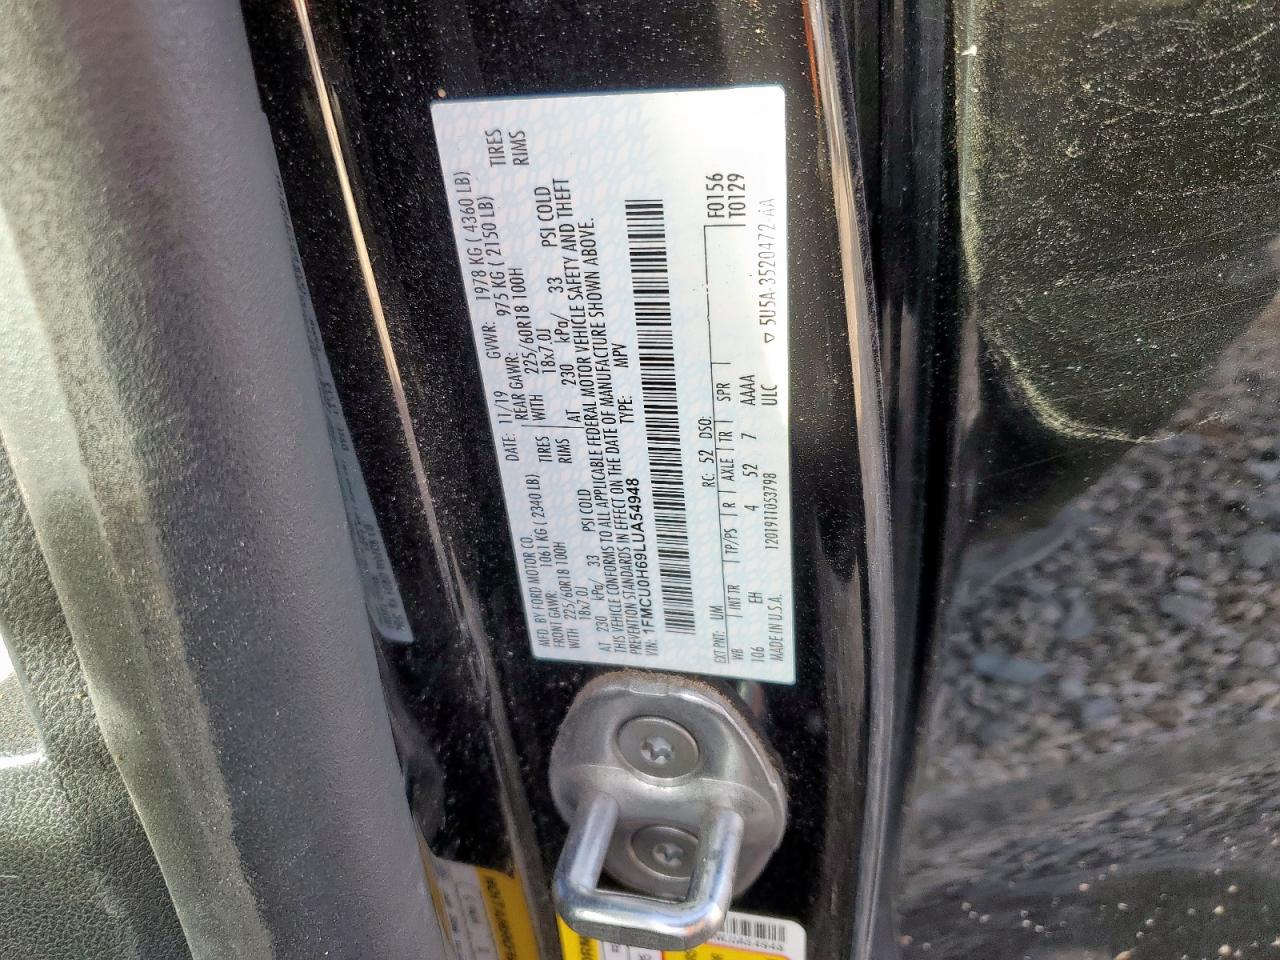 MFD. BY FORD MOTOR CO.
DATE: 11/19 GVWR: 1978 KG ( 4360 LB)
FRONT GAWR: 1061 KG ( 2340 LB) REAR GAWR: 975 KG ( 2150 LB)
WITH 225/60R18 100H TIRES WITH 225/60R18 100H TIRES
18x7.0J RIMS 18x7.0J RIMS
AT 230 kPa/ 33 PSI COLD AT 230 kPa/ 33 PSI COLD
THIS VEHICLE CONFORMS TO ALL APPLICABLE FEDERAL MOTOR VEHICLE SAFETY AND THEFT
PREVENTION STANDARDS IN EFFECT ON THE DATE OF MANUFACTURE SHOWN ABOVE.
VIN: 1FMCU0H69LUA54948 TYPE: MPV
F0156
T0129
EXT PNT: UM RC: 52 DSO:
WB INT TR TP/PS R AXLE TR SPR
106 EH 4 52 7 AAAA
ULC
MADE IN U.S.A. 1201911053798
▽ 5U5A-3520472-AA